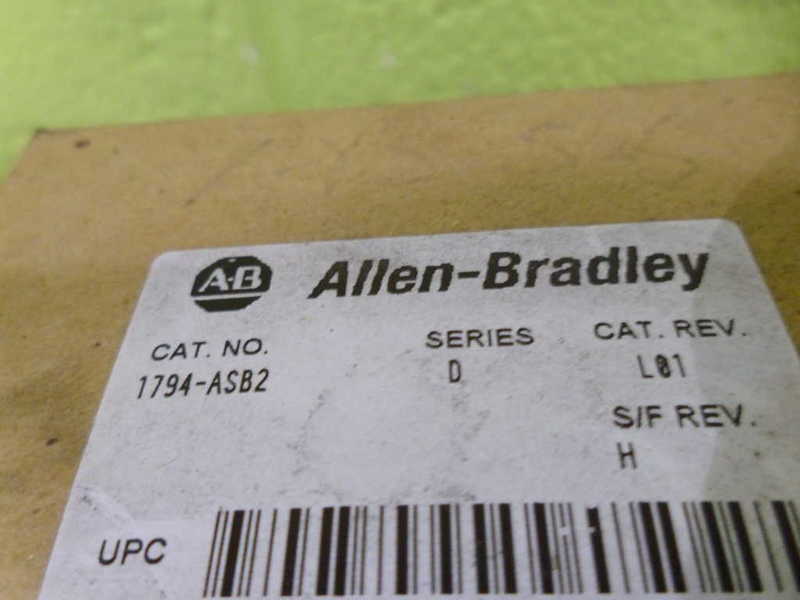 A-B Allen-Bradley
CAT. NO. SERIES CAT. REV.
1794-ASB2 D L01
S/F REV.
H
UPC